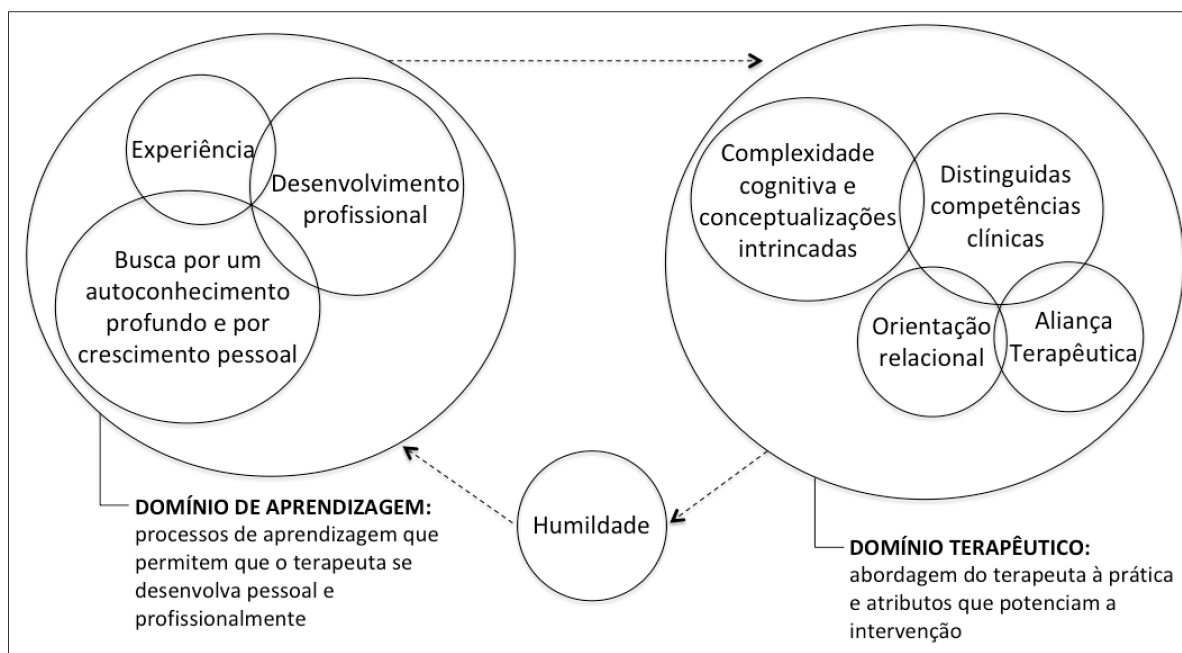 Experiência
Desenvolvimento
profissional
Busca por um
autoconhecimento
profundo e por
crescimento pessoal
Complexidade
cognitiva e
conceptualizações
intrincadas
Distinguidas
competências
clínicas
Orientação
relacional
Aliança
Terapêutica
Humildade
DOMÍNIO DE APRENDIZAGEM:
processos de aprendizagem que
permitem que o terapeuta se
desenvolva pessoal e
profissionalmente
DOMÍNIO TERAPÊUTICO:
abordagem do terapeuta à prática
e atributos que potenciam a
intervenção